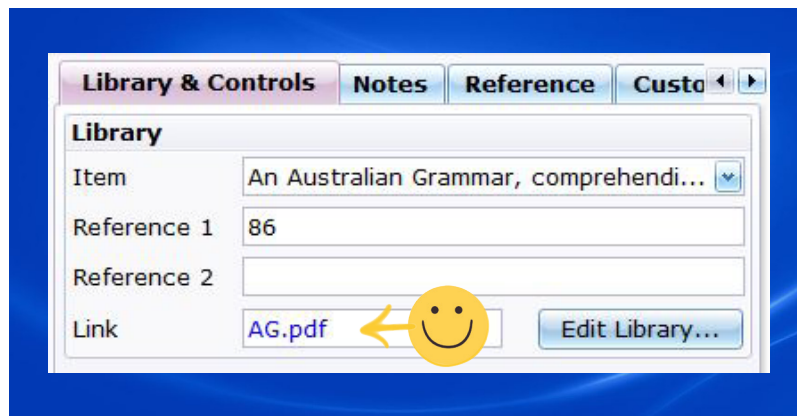 Library & Controls Notes Reference Custo
Library
Item An Australian Grammar, comprehendi...
Reference 1 86
Reference 2
Link AG.pdf Edit Library...